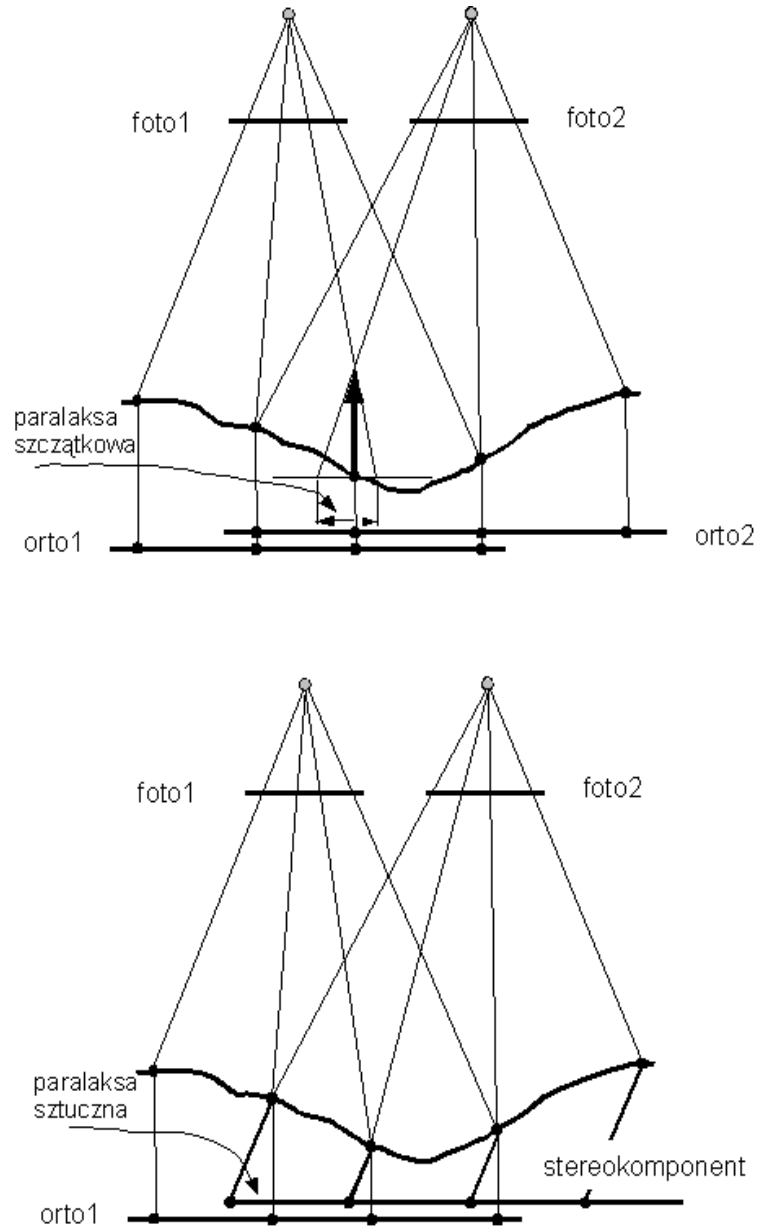 foto1
foto2
paralaksa
szczątkowa
orto1
orto2
foto1
foto2
paralaksa
sztuczna
stereokomponent
orto1